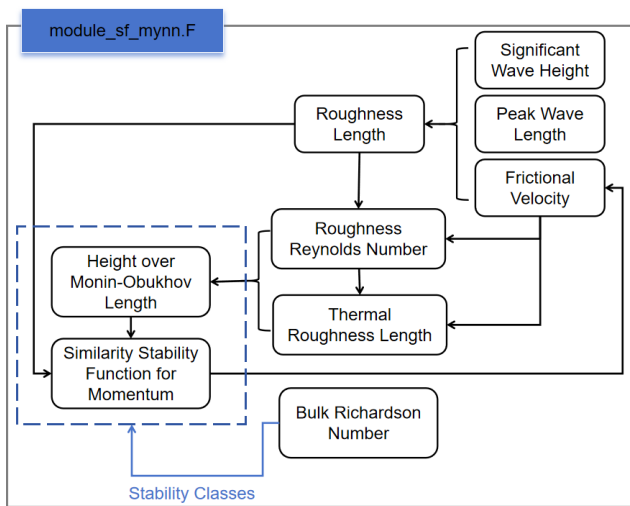 module_sf_mynn.F
Significant
Wave Height
Roughness
Length
Peak Wave
Length
Frictional
Velocity
Roughness
Reynolds Number
Height over
Monin-Obukhov
Length
Thermal
Roughness Length
Similarity Stability
Function for
Momentum
Bulk Richardson
Number
Stability Classes